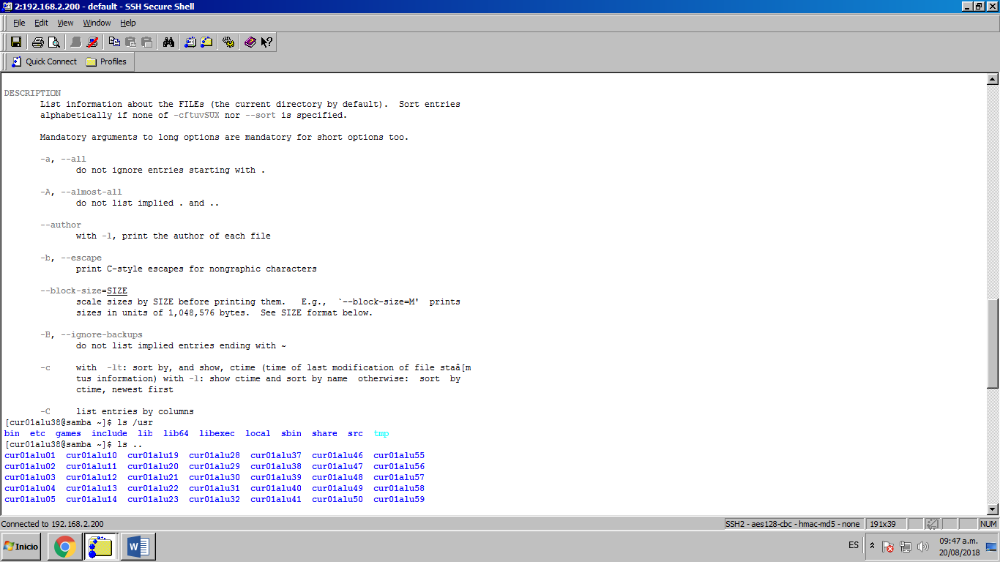 2:192.168.2.200 - default - SSH Secure Shell
File Edit View Window Help
Quick Connect Profiles
DESCRIPTION
List information about the FILEs (the current directory by default).  Sort entries
alphabetically if none of -cftuvSUX nor --sort is specified.
Mandatory arguments to long options are mandatory for short options too.
-a, --all
do not ignore entries starting with .
-A, --almost-all
do not list implied . and ..
--author
with -l, print the author of each file
-b, --escape
print C-style escapes for nongraphic characters
--block-size=SIZE
scale sizes by SIZE before printing them.   E.g.,  `--block-size=M'  prints
sizes in units of 1,048,576 bytes.  See SIZE format below.
-B, --ignore-backups
do not list implied entries ending with ~
-c     with  -lt: sort by, and show, ctime (time of last modification of file staâ[m
tus information) with -l: show ctime and sort by name  otherwise:  sort  by
ctime, newest first
-C     list entries by columns
[cur01alu38@samba ~]$ ls /usr
bin  etc  games  include  lib  lib64  libexec  local  sbin  share  src  tmp
[cur01alu38@samba ~]$ ls ..
cur01alu01  cur01alu10  cur01alu19  cur01alu28  cur01alu37  cur01alu46  cur01alu55
cur01alu02  cur01alu11  cur01alu20  cur01alu29  cur01alu38  cur01alu47  cur01alu56
cur01alu03  cur01alu12  cur01alu21  cur01alu30  cur01alu39  cur01alu48  cur01alu57
cur01alu04  cur01alu13  cur01alu22  cur01alu31  cur01alu40  cur01alu49  cur01alu58
cur01alu05  cur01alu14  cur01alu23  cur01alu32  cur01alu41  cur01alu50  cur01alu59
Connected to 192.168.2.200 SSH2 - aes128-cbc - hmac-md5 - none 191x39 NUM
Inicio ES 09:47 a.m.
20/08/2018